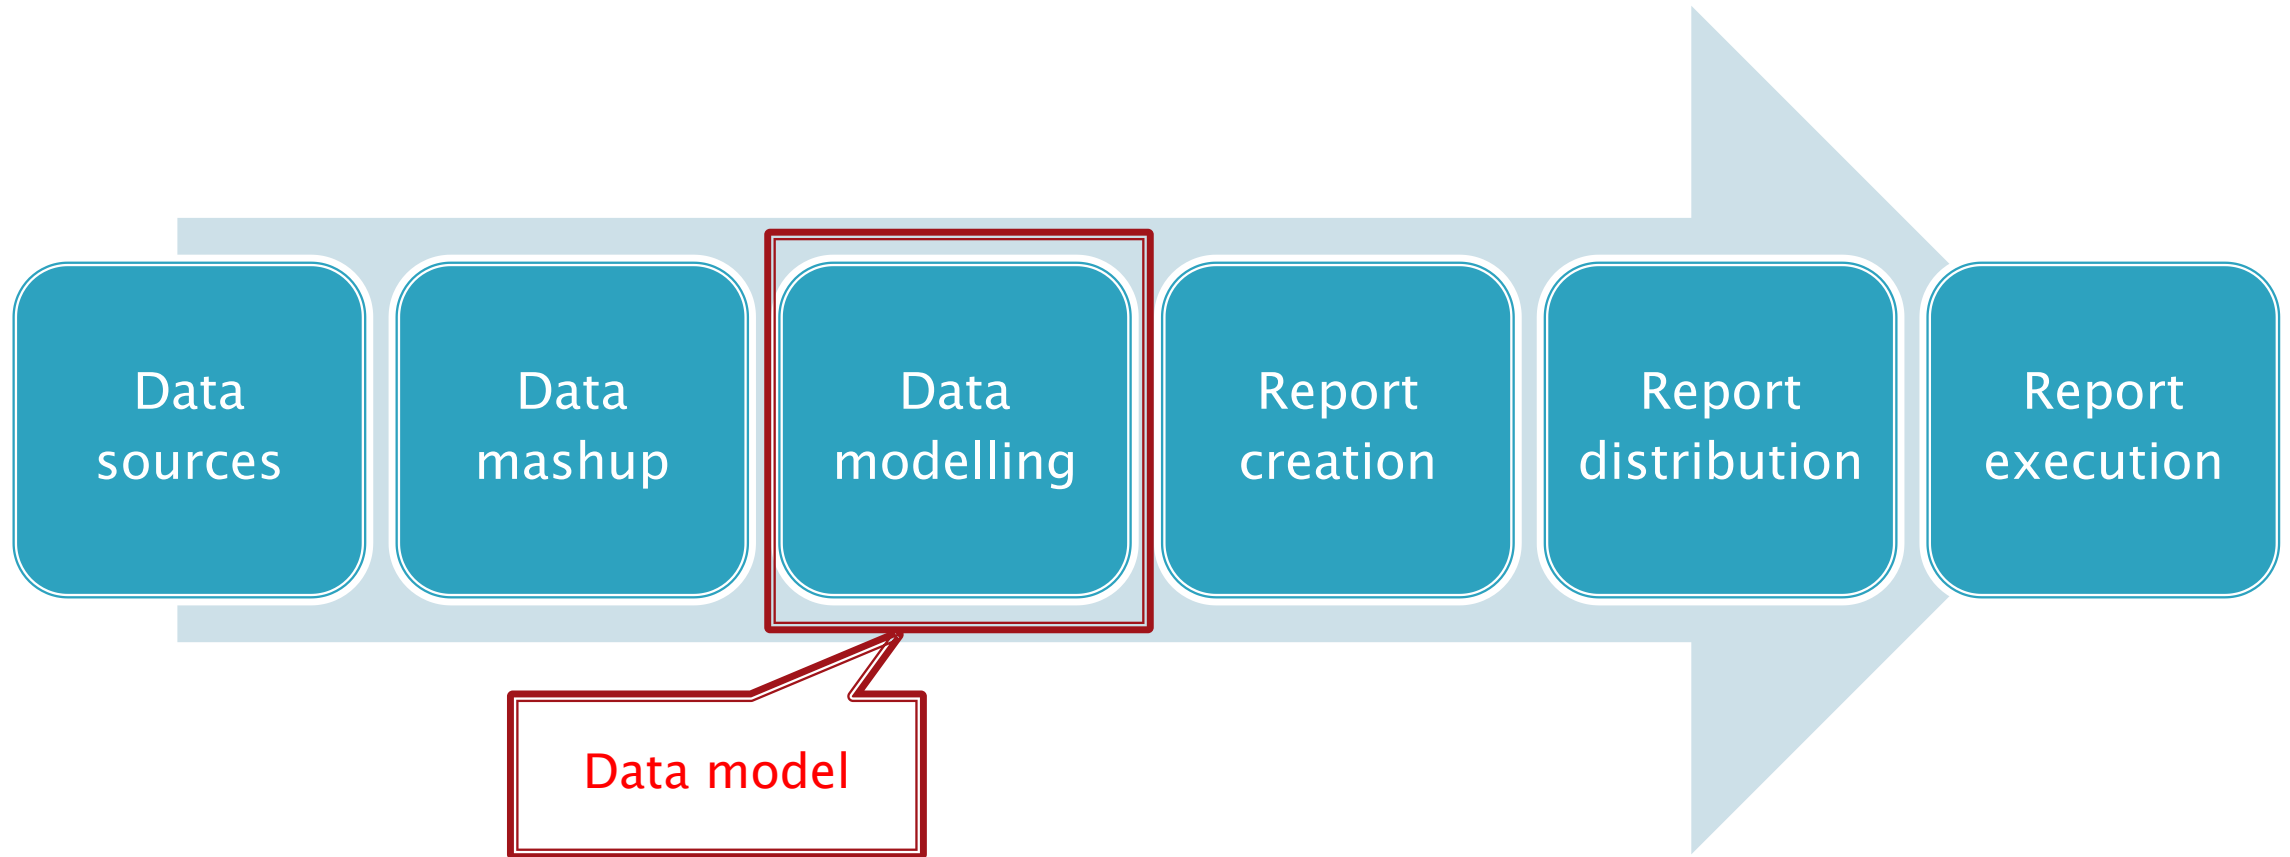 Data
sources
Data
mashup
Data
modelling
Report
creation
Report
distribution
Report
execution
Data model